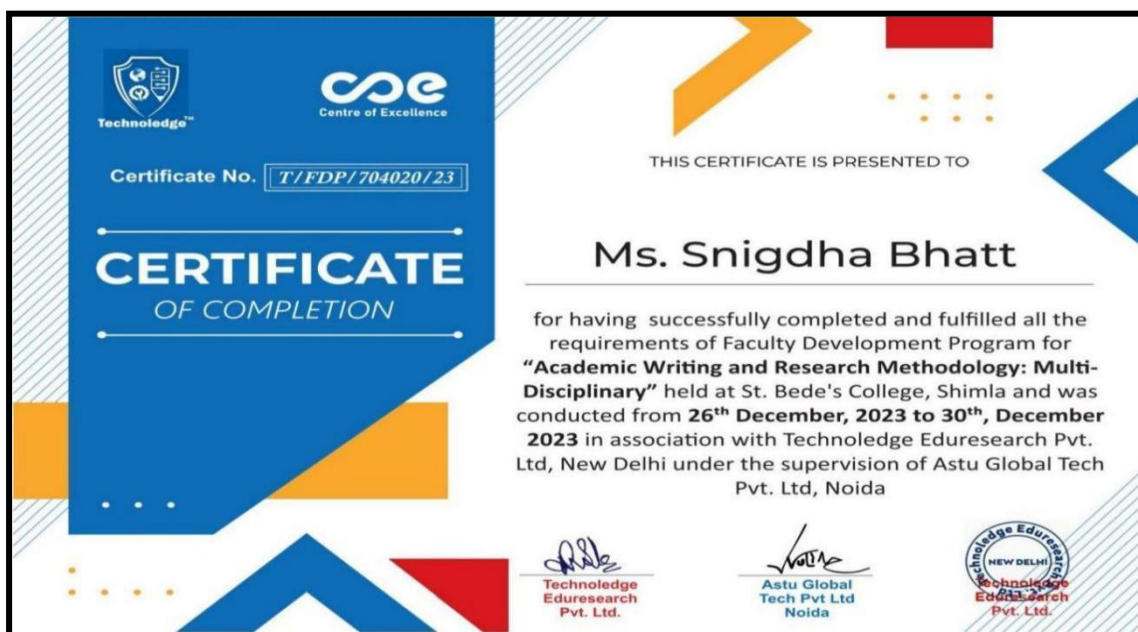 Technoledge™
coe
Centre of Excellence
Certificate No. T/FDP/704020/23
CERTIFICATE
OF COMPLETION
THIS CERTIFICATE IS PRESENTED TO
Ms. Snigdha Bhatt
for having successfully completed and fulfilled all the
requirements of Faculty Development Program for
“Academic Writing and Research Methodology: Multi-
Disciplinary” held at St. Bede's College, Shimla and was
conducted from 26th December, 2023 to 30th, December
2023 in association with Technoledge Eduresearch Pvt.
Ltd, New Delhi under the supervision of Astu Global Tech
Pvt. Ltd, Noida
Technoledge
Eduresearch
Pvt. Ltd.
Astu Global
Tech Pvt Ltd
Noida
Technoledge Eduresearch
NEW DELHI
Technoledge
Eduresearch
Pvt. Ltd.